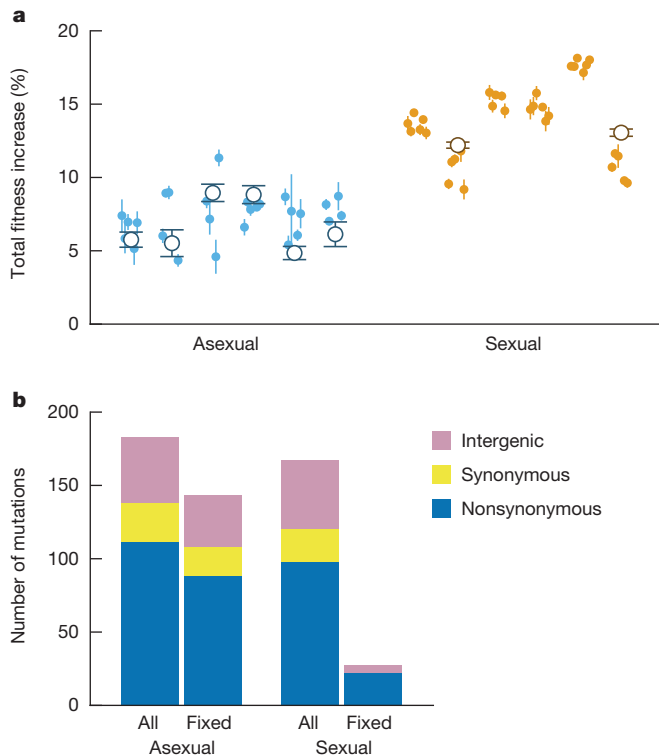 a
Total fitness increase (%)
20
15
10
5
0
Asexual Sexual
b
Number of mutations
200
150
100
50
0
Intergenic
Synonymous
Nonsynonymous
All Fixed All Fixed
Asexual Sexual